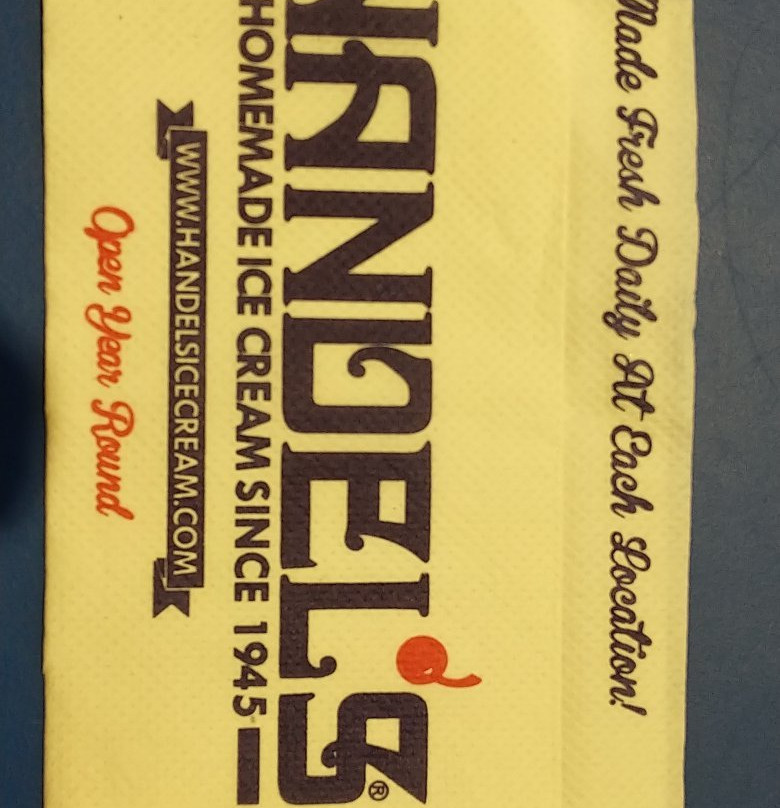 Made Fresh Daily At Each Location!
HANDEL'S®
HOMEMADE ICE CREAM SINCE 1945
WWW.HANDELSICECREAM.COM
Open Year Round